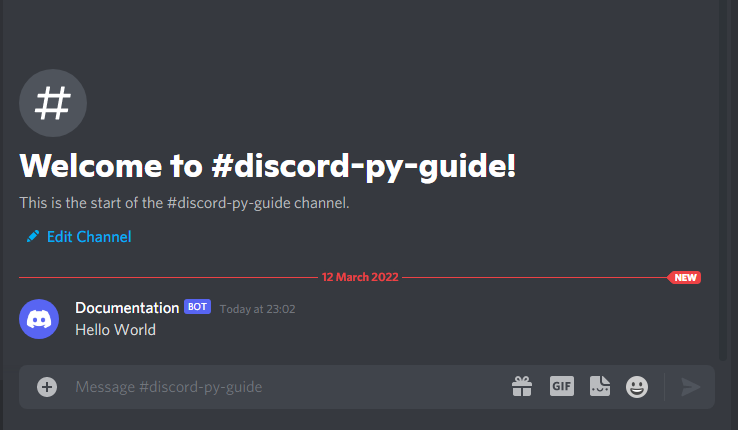 Welcome to #discord-py-guide!
This is the start of the #discord-py-guide channel.
Edit Channel
12 March 2022 NEW
Documentation BOT Today at 23:02
Hello World
Message #discord-py-guide GIF